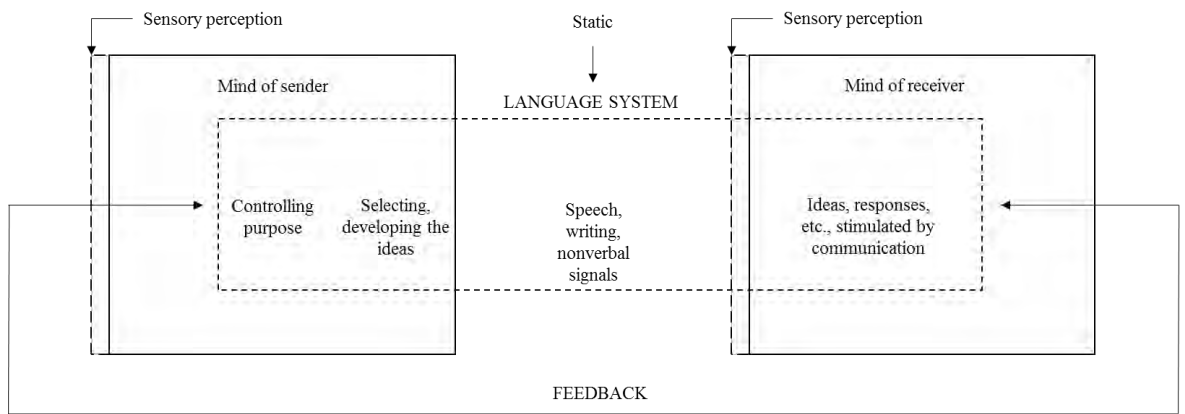 Sensory perception
Static
Sensory perception
Mind of sender
Mind of receiver
LANGUAGE SYSTEM
Controlling
purpose
Selecting,
developing the
ideas
Speech,
writing,
nonverbal
signals
Ideas, responses,
etc., stimulated by
communication
FEEDBACK